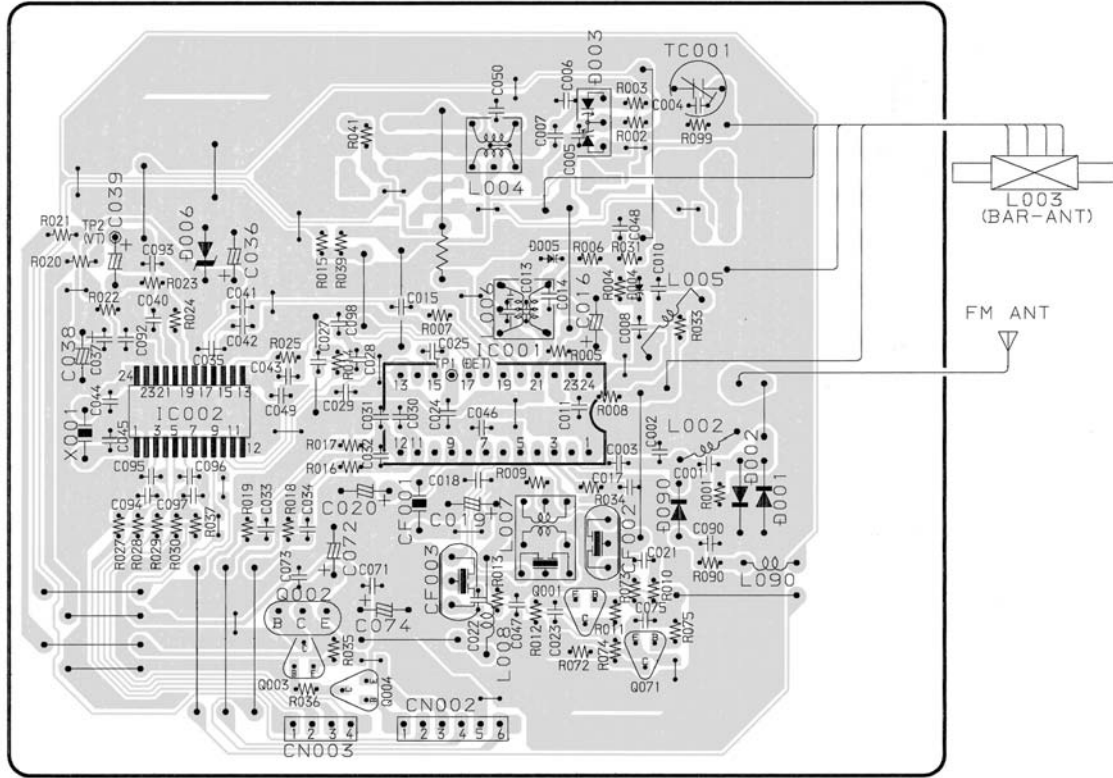 D003
TC001
C050
C006
R003
C004
R002
R099
C007
C005
R041
L004
L003
(BAR-ANT)
R021
TP2
(VT)
C039
+
D006
C036
+
R020
C093
R023
R022
C040
R024
C041
C042
C038
C037
C092
C035
R015
R039
D005
R006
R031
C048
C010
R004
D004
L005
C013
C014
C016
+
C008
R033
C015
R007
C025
IC001
R005
FM ANT
C027
C098
R025
C028
C043
C049
C029
TP1 (DET)
24
23
21
19
17
15
13
13
15
17
19
21
23
24
C044
X001
C045
IC002
1
3
5
7
9
11
12
C031
C030
C024
C046
C011
R008
12
11
9
7
5
3
1
L002
C002
C003
C001
R001
D002
D001
D090
R017
R016
C032
C095
C096
C094
C097
C018
R009
C017
R034
R027
R028
R029
R030
R037
R019
C033
R018
C034
C020
+
CF001
L007
CF002
C072
+
C073
C071
C074
+
CF003
R013
C022
L008
C047
R012
C023
Q001
R073
R010
C021
C075
R011
R074
R072
R075
Q071
C090
R090
L090
Q002
B C E
R035
Q003
R036
Q004
CN003
1 2 3 4
CN002
1 2 3 4 5 6